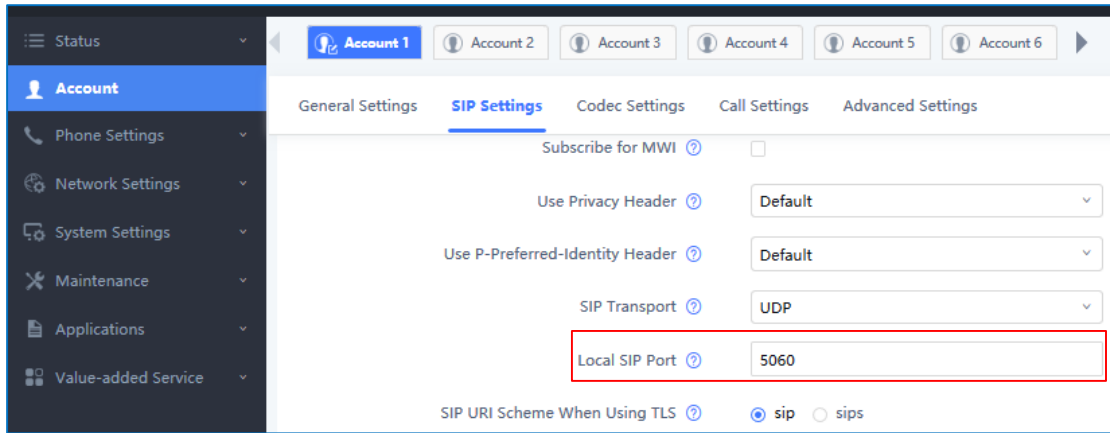 Status
Account 1 Account 2 Account 3 Account 4 Account 5 Account 6
Account
General Settings SIP Settings Codec Settings Call Settings Advanced Settings
Phone Settings
Subscribe for MWI ?
Network Settings
Use Privacy Header ? Default
System Settings
Use P-Preferred-Identity Header ? Default
Maintenance
SIP Transport ? UDP
Applications
Local SIP Port ? 5060
Value-added Service
SIP URI Scheme When Using TLS ? sip sips